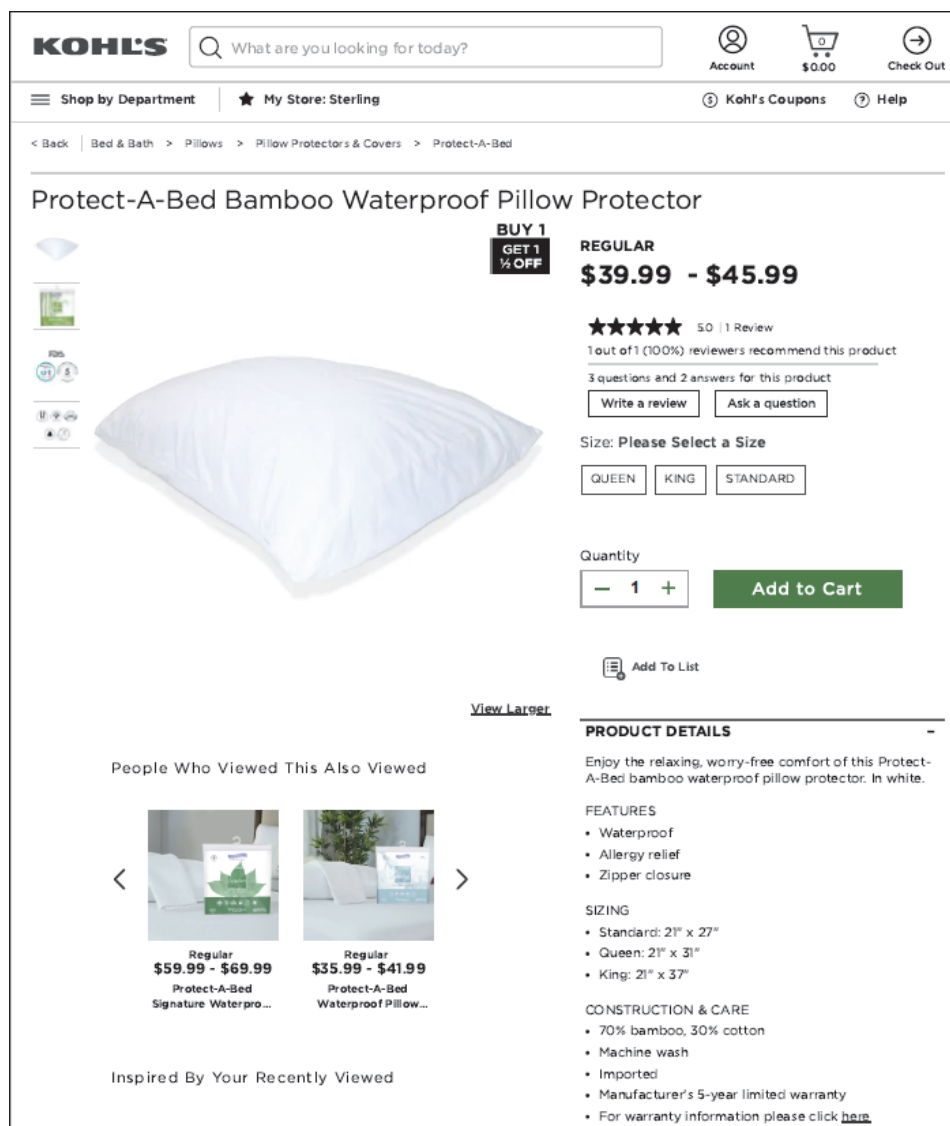 KOHL'S
What are you looking for today?
Account
0
$0.00
Check Out
Shop by Department
My Store: Sterling
Kohl's Coupons
Help
< Back
Bed & Bath > Pillows > Pillow Protectors & Covers > Protect-A-Bed
Protect-A-Bed Bamboo Waterproof Pillow Protector
BUY 1
GET 1
½ OFF
REGULAR
$39.99 - $45.99
5.0 | 1 Review
1 out of 1 (100%) reviewers recommend this product
3 questions and 2 answers for this product
Write a review
Ask a question
Size: Please Select a Size
QUEEN
KING
STANDARD
Quantity
– 1 +
Add to Cart
Add To List
View Larger
PRODUCT DETAILS –
Enjoy the relaxing, worry-free comfort of this Protect-
A-Bed bamboo waterproof pillow protector. In white.
FEATURES
• Waterproof
• Allergy relief
• Zipper closure
SIZING
• Standard: 21" x 27"
• Queen: 21" x 31"
• King: 21" x 37"
CONSTRUCTION & CARE
• 70% bamboo, 30% cotton
• Machine wash
• Imported
• Manufacturer's 5-year limited warranty
• For warranty information please click here
People Who Viewed This Also Viewed
Regular
$59.99 - $69.99
Protect-A-Bed
Signature Waterpro...
Regular
$35.99 - $41.99
Protect-A-Bed
Waterproof Pillow...
Inspired By Your Recently Viewed